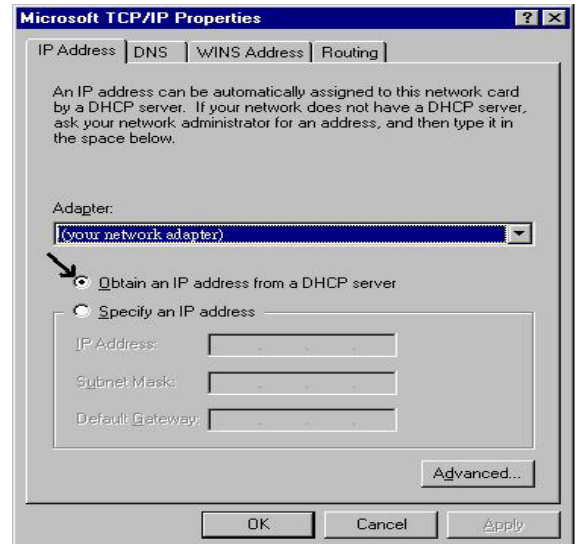 Microsoft TCP/IP Properties
IP Address DNS WINS Address Routing
An IP address can be automatically assigned to this network card
by a DHCP server. If your network does not have a DHCP server,
ask your network administrator for an address, and then type it in
the space below.
Adapter:
(your network adapter)
Obtain an IP address from a DHCP server
Specify an IP address
IP Address:
Subnet Mask:
Default Gateway:
Advanced...
OK Cancel Apply